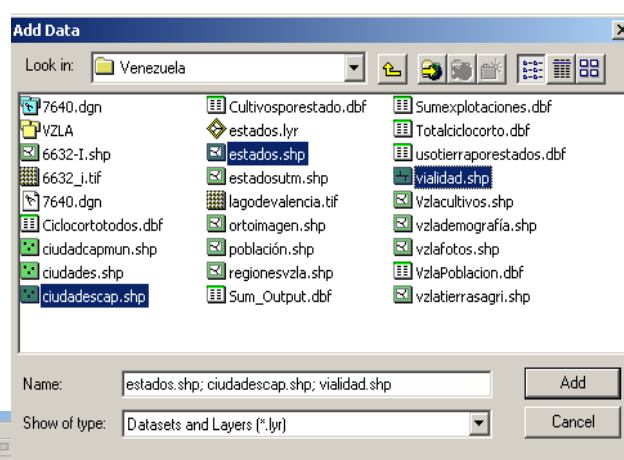 Add Data
Look in: Venezuela
7640.dgn
VZLA
6632-I.shp
6632_i.tif
7640.dgn
Ciclocortotodos.dbf
ciudadcapmun.shp
ciudades.shp
ciudadescap.shp
Cultivosporestado.dbf
estados.lyr
estados.shp
estadosutm.shp
lagodevalencia.tif
ortoimagen.shp
población.shp
regionesvzla.shp
Sum_Output.dbf
Sumexplotaciones.dbf
Totalciclocorto.dbf
usotierraporestados.dbf
vialidad.shp
Vzlacultivos.shp
vzlademografía.shp
vzlafotos.shp
VzlaPoblacion.dbf
vzlatierrasagri.shp
Name: estados.shp; ciudadescap.shp; vialidad.shp
Add
Show of type: Datasets and Layers (*.lyr)
Cancel